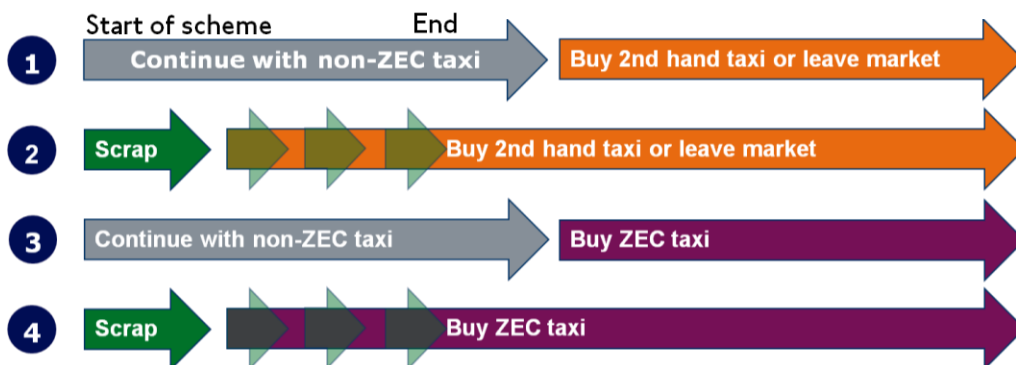 Start of scheme End
1 Continue with non-ZEC taxi Buy 2nd hand taxi or leave market
2 Scrap Buy 2nd hand taxi or leave market
3 Continue with non-ZEC taxi Buy ZEC taxi
4 Scrap Buy ZEC taxi